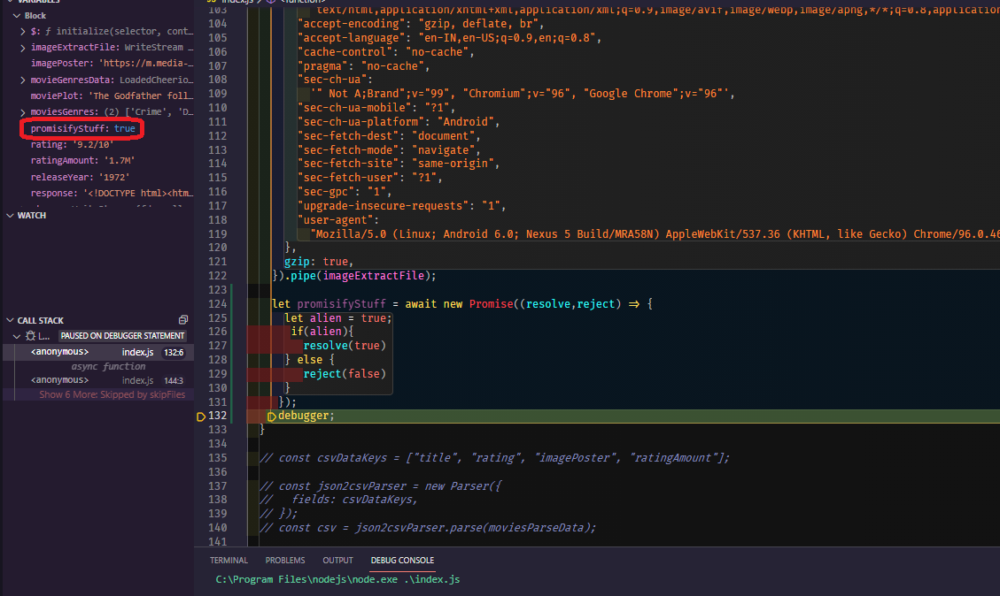 VARIABLES
Block
$: ƒ initialize(selector, cont…
imageExtractFile: WriteStream …
imagePoster: 'https://m.media-…
movieGenresData: LoadedCheerio…
moviePlot: 'The Godfather foll…
moviesGenres: (2) ['Crime', 'D…
promisifyStuff: true
rating: '9.2/10'
ratingAmount: '1.7M'
releaseYear: '1972'
response: '<!DOCTYPE html><htm…
WATCH
CALL STACK
L… PAUSED ON DEBUGGER STATEMENT
<anonymous> index.js 132:6
async function
<anonymous> index.js 144:3
Show 6 More: Skipped by skipFiles
index.js > <function>
103 text/html,application/xhtml+xml,application/xml;q=0.9,image/avif,image/webp,image/apng,*/*;q=0.8,application
104 "accept-encoding": "gzip, deflate, br",
105 "accept-language": "en-IN,en-US;q=0.9,en;q=0.8",
106 "cache-control": "no-cache",
107 "pragma": "no-cache",
108 "sec-ch-ua":
109 '" Not A;Brand";v="99", "Chromium";v="96", "Google Chrome";v="96"',
110 "sec-ch-ua-mobile": "?1",
111 "sec-ch-ua-platform": "Android",
112 "sec-fetch-dest": "document",
113 "sec-fetch-mode": "navigate",
114 "sec-fetch-site": "same-origin",
115 "sec-fetch-user": "?1",
116 "sec-gpc": "1",
117 "upgrade-insecure-requests": "1",
118 "user-agent":
119 "Mozilla/5.0 (Linux; Android 6.0; Nexus 5 Build/MRA58N) AppleWebKit/537.36 (KHTML, like Gecko) Chrome/96.0.46
120 },
121 gzip: true,
122 }).pipe(imageExtractFile);
123
124 let promisifyStuff = await new Promise((resolve,reject) => {
125 let alien = true;
126 if(alien){
127 resolve(true)
128 } else {
129 reject(false)
130 }
131 });
132 debugger;
133 }
134
135 // const csvDataKeys = ["title", "rating", "imagePoster", "ratingAmount"];
136
137 // const json2csvParser = new Parser({
138 // fields: csvDataKeys,
139 // });
140 // const csv = json2csvParser.parse(moviesParseData);
141
TERMINAL PROBLEMS OUTPUT DEBUG CONSOLE
C:\Program Files\nodejs\node.exe .\index.js